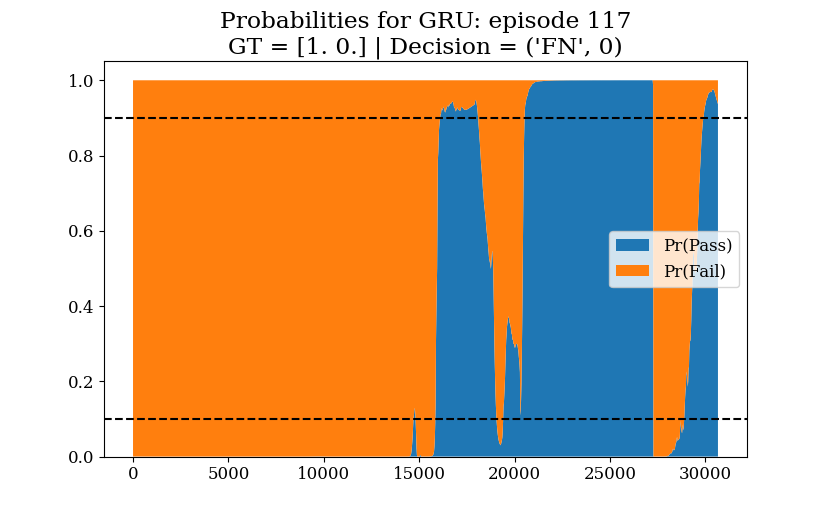 Probabilities for GRU: episode 117
GT = [1. 0.] | Decision = ('FN', 0)
1.0
0.8
0.6
0.4
0.2
0.0
Pr(Pass)
Pr(Fail)
0 5000 10000 15000 20000 25000 30000